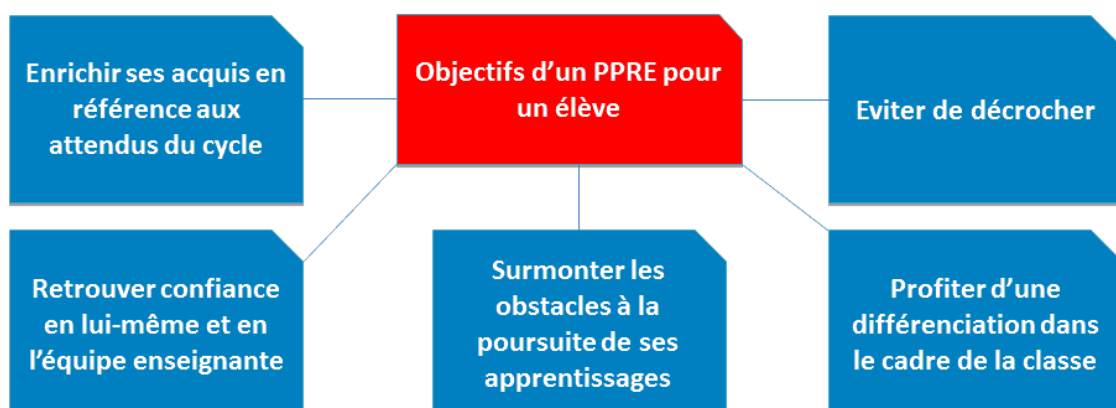 Enrichir ses acquis en
référence aux
attendus du cycle
Objectifs d'un PPRE pour
un élève
Eviter de décrocher
Retrouver confiance
en lui-même et en
l'équipe enseignante
Surmonter les
obstacles à la
poursuite de ses
apprentissages
Profiter d'une
différenciation dans
le cadre de la classe